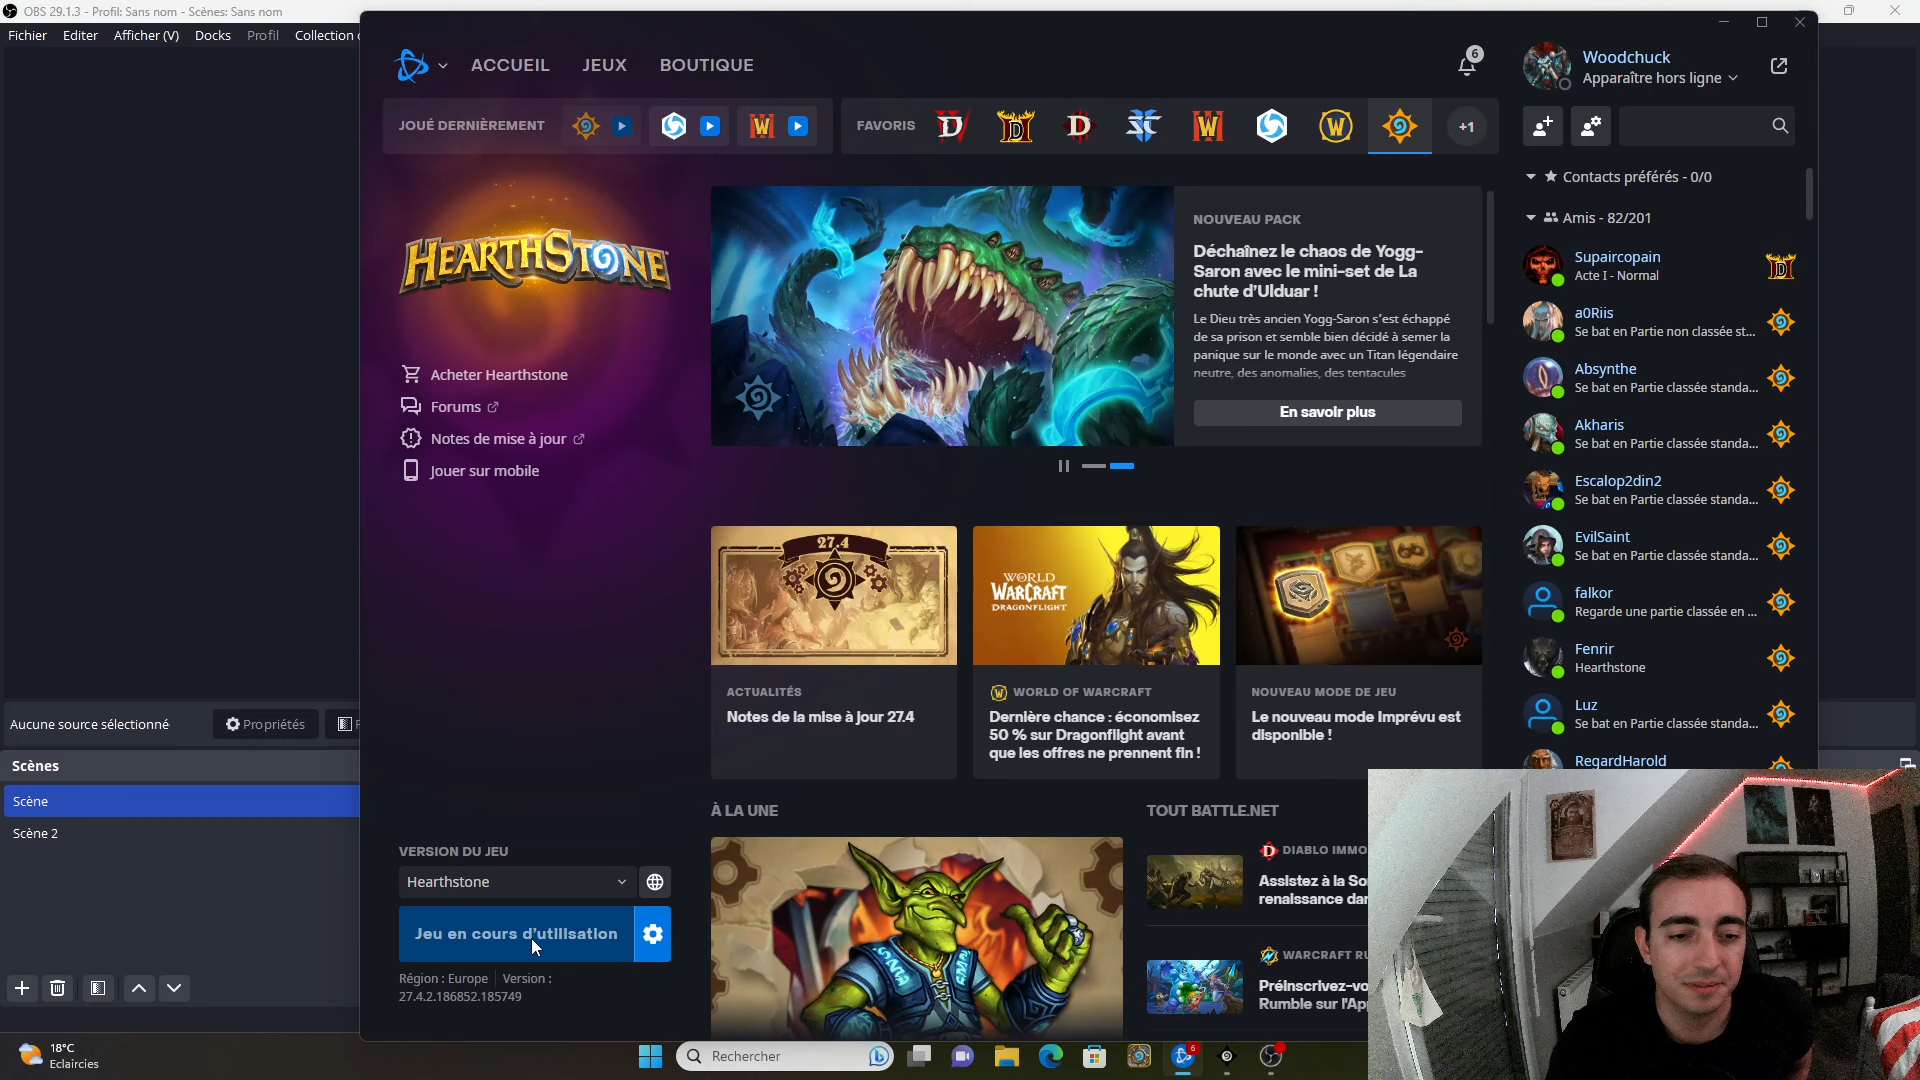 OBS 29.1.3 - Profil: Sans nom - Scènes: Sans nom
Fichier Editer Afficher (V) Docks Profil Collection
ACCUEIL JEUX BOUTIQUE
6
Woodchuck
Apparaître hors ligne
JOUÉ DERNIÈREMENT
FAVORIS
+1
HEARTHSTONE
Acheter Hearthstone
Forums
Notes de mise à jour
Jouer sur mobile
NOUVEAU PACK
Déchaînez le chaos de Yogg-
Saron avec le mini-set de La
chute d'Ulduar !
Le Dieu très ancien Yogg-Saron s'est échappé
de sa prison et semble bien décidé à semer la
panique sur le monde avec un Titan légendaire
neutre, des anomalies, des tentacules
En savoir plus
27.4
ACTUALITÉS
Notes de la mise à jour 27.4
WORLD
WARCRAFT
DRAGONFLIGHT
WORLD OF WARCRAFT
Dernière chance : économisez
50 % sur Dragonflight avant
que les offres ne prennent fin !
NOUVEAU MODE DE JEU
Le nouveau mode Imprévu est
disponible !
Contacts préférés - 0/0
Amis - 82/201
Supaircopain
Acte I - Normal
a0Riis
Se bat en Partie non classée st...
Absynthe
Se bat en Partie classée standa...
Akharis
Se bat en Partie classée standa...
Escalop2din2
Se bat en Partie classée standa...
EvilSaint
Se bat en Partie classée standa...
falkor
Regarde une partie classée en ...
Fenrir
Hearthstone
Luz
Se bat en Partie classée standa...
RegardHarold
Aucune source sélectionné
Propriétés
Scènes
Scène
Scène 2
VERSION DU JEU
Hearthstone
Jeu en cours d'utilisation
Région : Europe Version :
27.4.2.186852.185749
À LA UNE
TOUT BATTLE.NET
DIABLO IMMO
Assistez à la So
renaissance dan
WARCRAFT RU
Préinscrivez-vo
Rumble sur l'Ap
18°C
Eclaircies
Rechercher
6